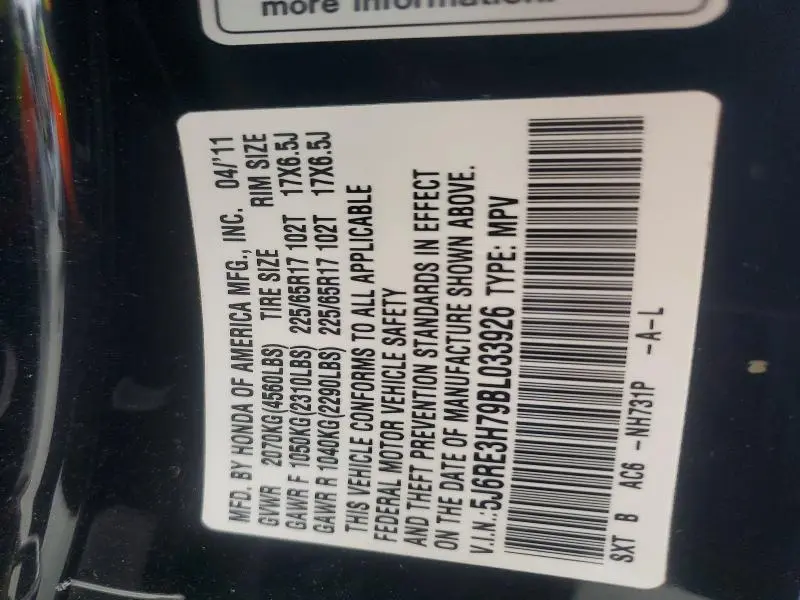 more information.
MFD. BY HONDA OF AMERICA MFG., INC. 04/'11
GVWR 2070KG(4560LBS) TIRE SIZE RIM SIZE
GAWR F 1050KG(2310LBS) 225/65R17 102T 17X6.5J
GAWR R 1040KG(2290LBS) 225/65R17 102T 17X6.5J
THIS VEHICLE CONFORMS TO ALL APPLICABLE
FEDERAL MOTOR VEHICLE SAFETY
AND THEFT PREVENTION STANDARDS IN EFFECT
ON THE DATE OF MANUFACTURE SHOWN ABOVE.
V.I.N.:5J6RE3H79BL033926 TYPE: MPV
SXT B AC6 -NH731P -A-L